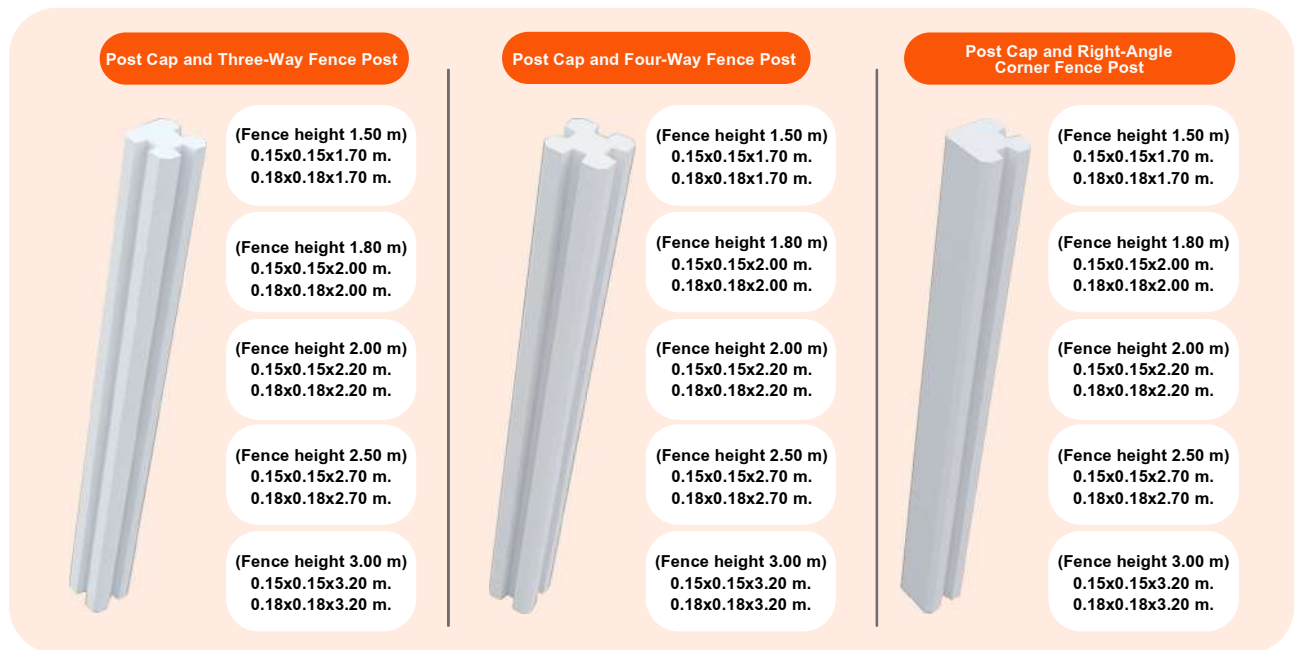 Post Cap and Three-Way Fence Post
(Fence height 1.50 m)
0.15x0.15x1.70 m.
0.18x0.18x1.70 m.
(Fence height 1.80 m)
0.15x0.15x2.00 m.
0.18x0.18x2.00 m.
(Fence height 2.00 m)
0.15x0.15x2.20 m.
0.18x0.18x2.20 m.
(Fence height 2.50 m)
0.15x0.15x2.70 m.
0.18x0.18x2.70 m.
(Fence height 3.00 m)
0.15x0.15x3.20 m.
0.18x0.18x3.20 m.
Post Cap and Four-Way Fence Post
(Fence height 1.50 m)
0.15x0.15x1.70 m.
0.18x0.18x1.70 m.
(Fence height 1.80 m)
0.15x0.15x2.00 m.
0.18x0.18x2.00 m.
(Fence height 2.00 m)
0.15x0.15x2.20 m.
0.18x0.18x2.20 m.
(Fence height 2.50 m)
0.15x0.15x2.70 m.
0.18x0.18x2.70 m.
(Fence height 3.00 m)
0.15x0.15x3.20 m.
0.18x0.18x3.20 m.
Post Cap and Right-Angle
Corner Fence Post
(Fence height 1.50 m)
0.15x0.15x1.70 m.
0.18x0.18x1.70 m.
(Fence height 1.80 m)
0.15x0.15x2.00 m.
0.18x0.18x2.00 m.
(Fence height 2.00 m)
0.15x0.15x2.20 m.
0.18x0.18x2.20 m.
(Fence height 2.50 m)
0.15x0.15x2.70 m.
0.18x0.18x2.70 m.
(Fence height 3.00 m)
0.15x0.15x3.20 m.
0.18x0.18x3.20 m.